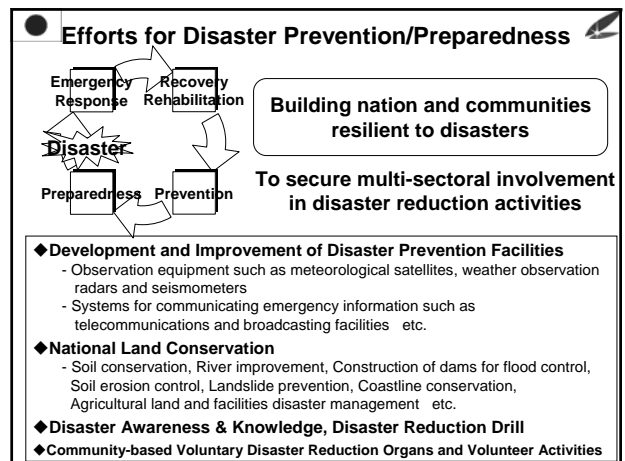 Efforts for Disaster Prevention/Preparedness
Emergency
Response
Recovery
Rehabilitation
Disaster
Preparedness
Prevention
Building nation and communities
resilient to disasters
To secure multi-sectoral involvement
in disaster reduction activities
◆Development and Improvement of Disaster Prevention Facilities
- Observation equipment such as meteorological satellites, weather observation
radars and seismometers
- Systems for communicating emergency information such as
telecommunications and broadcasting facilities etc.
◆National Land Conservation
- Soil conservation, River improvement, Construction of dams for flood control,
Soil erosion control, Landslide prevention, Coastline conservation,
Agricultural land and facilities disaster management etc.
◆Disaster Awareness & Knowledge, Disaster Reduction Drill
◆Community-based Voluntary Disaster Reduction Organs and Volunteer Activities